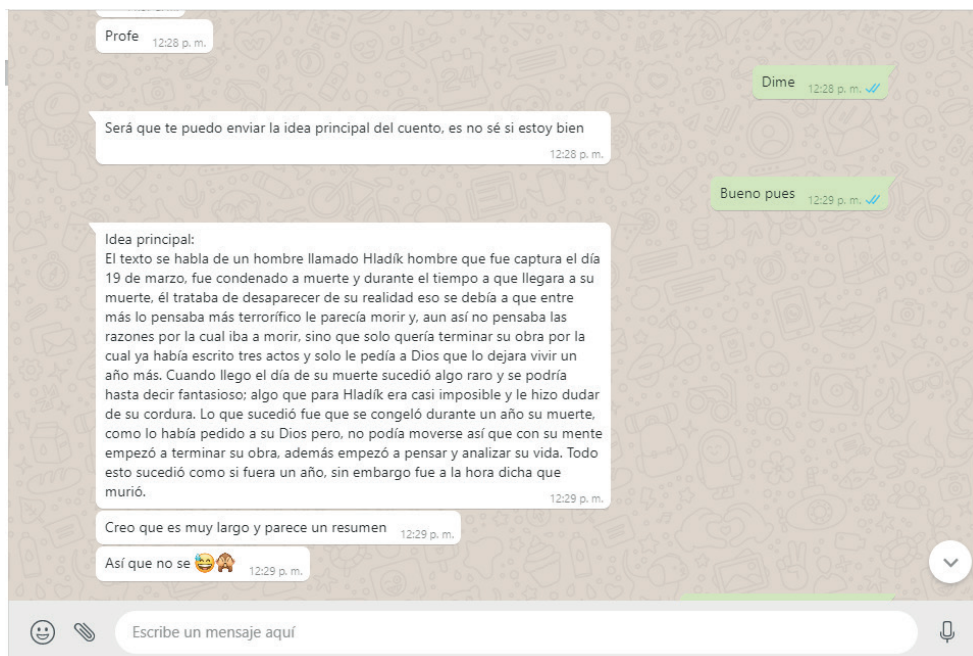 Profe 12:28 p. m.
Dime 12:28 p. m.
Será que te puedo enviar la idea principal del cuento, es no sé si estoy bien
12:28 p. m.
Bueno pues 12:29 p. m.
Idea principal:
El texto se habla de un hombre llamado Hladík hombre que fue captura el día
19 de marzo, fue condenado a muerte y durante el tiempo a que llegara a su
muerte, él trataba de desaparecer de su realidad eso se debía a que entre
más lo pensaba más terrorífico le parecía morir y, aun así no pensaba las
razones por la cual iba a morir, sino que solo quería terminar su obra por la
cual ya había escrito tres actos y solo le pedía a Dios que lo dejara vivir un
año más. Cuando llego el día de su muerte sucedió algo raro y se podría
hasta decir fantasioso; algo que para Hladík era casi imposible y le hizo dudar
de su cordura. Lo que sucedió fue que se congeló durante un año su muerte,
como lo había pedido a su Dios pero, no podía moverse así que con su mente
empezó a terminar su obra, además empezó a pensar y analizar su vida. Todo
esto sucedió como si fuera un año, sin embargo fue a la hora dicha que
murió.
12:29 p. m.
Creo que es muy largo y parece un resumen 12:29 p. m.
Así que no se 😅🙈 12:29 p. m.
Escribe un mensaje aquí